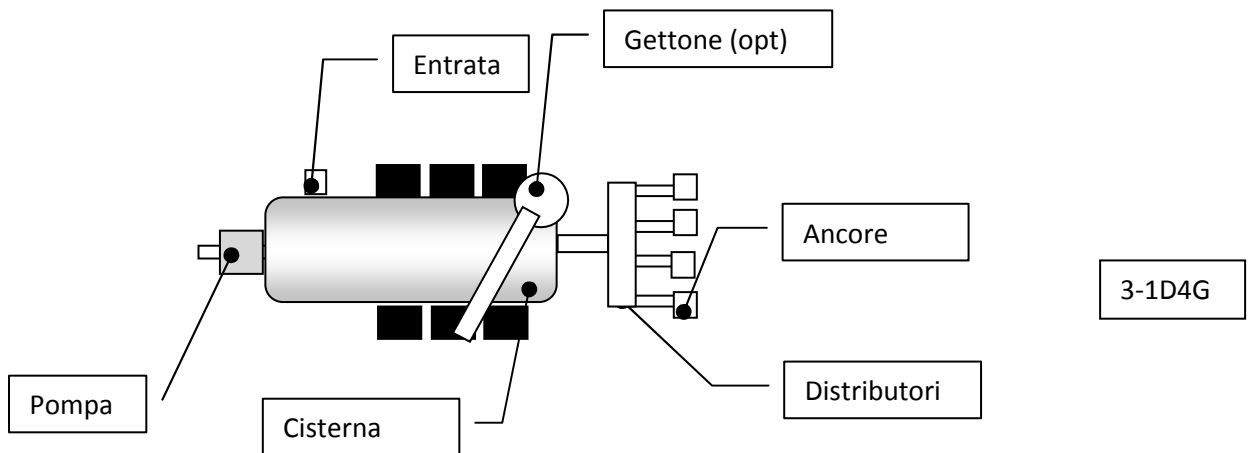 Gettone (opt)
Entrata
Ancore
3-1D4G
Distributori
Pompa
Cisterna